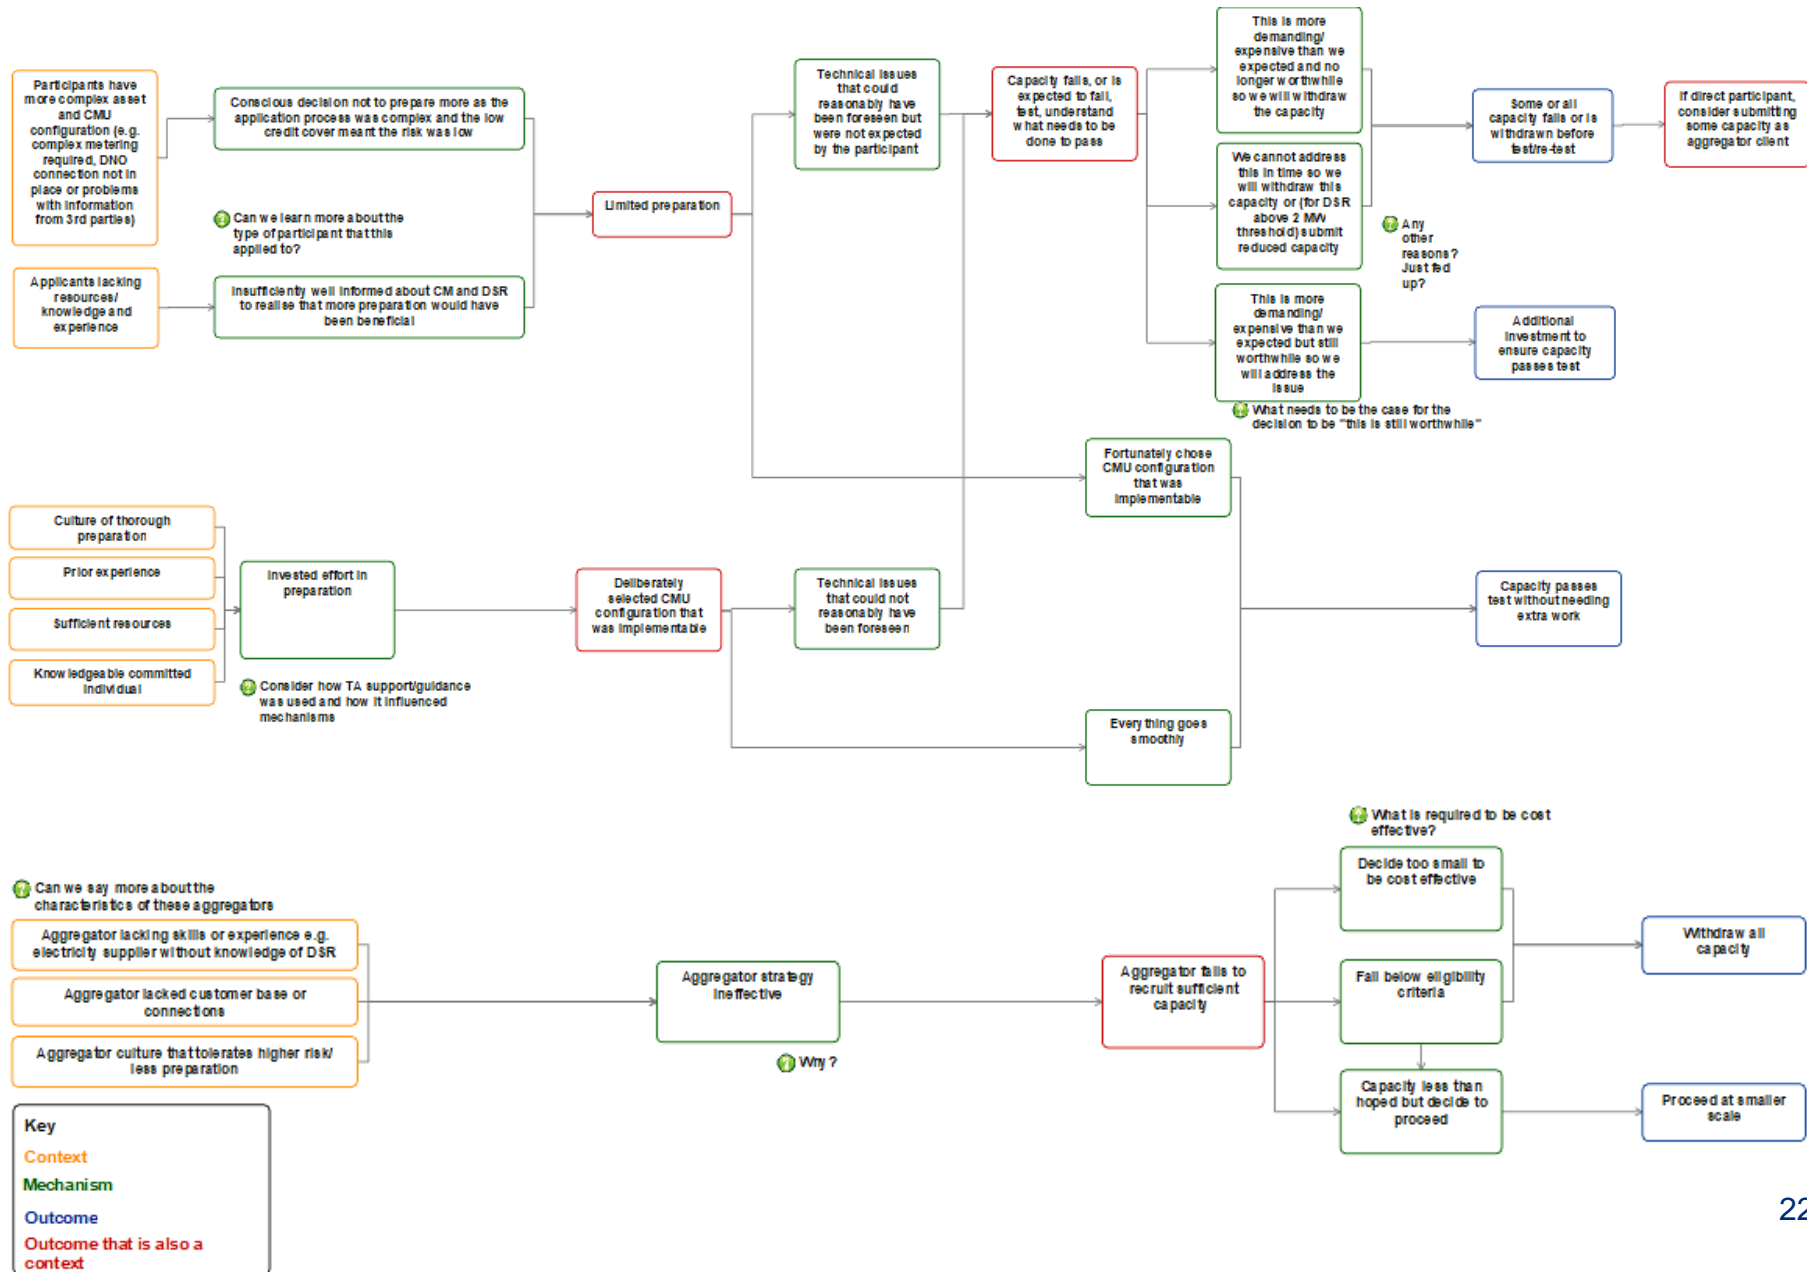 Participants have
more complex asset
and CMU
configuration (e.g.
complex metering
required, DNO
connection not in
place or problems
with information
from 3rd parties)
Conscious decision not to prepare more as the
application process was complex and the low
credit cover meant the risk was low
Can we learn more about the
type of participant that this
applied to?
Applicants lacking
resources/
knowledge and
experience
Insufficiently well informed about CM and DSR
to realise that more preparation would have
been beneficial
Limited preparation
Technical issues
that could
reasonably have
been foreseen but
were not expected
by the participant
Capacity fails, or is
expected to fail,
test, understand
what needs to be
done to pass
This is more
demanding/
expensive than we
expected and no
longer worthwhile
so we will withdraw
the capacity
We cannot address
this in time so we
will withdraw this
capacity or (for DSR
above 2 MW
threshold) submit
reduced capacity
Any
other
reasons?
Just fed
up?
This is more
demanding/
expensive than we
expected but still
worthwhile so we
will address the
issue
What needs to be the case for the
decision to be "this is still worthwhile"
Some or all
capacity fails or is
withdrawn before
test/re-test
If direct participant,
consider submitting
some capacity as
aggregator client
Additional
investment to
ensure capacity
passes test
Fortunately chose
CMU configuration
that was
implementable
Culture of thorough
preparation
Prior experience
Sufficient resources
Knowledgeable committed
individual
Invested effort in
preparation
Consider how TA support/guidance
was used and how it influenced
mechanisms
Deliberately
selected CMU
configuration that
was implementable
Technical issues
that could not
reasonably have
been foreseen
Everything goes
smoothly
Capacity passes
test without needing
extra work
Can we say more about the
characteristics of these aggregators
Aggregator lacking skills or experience e.g.
electricity supplier without knowledge of DSR
Aggregator lacked customer base or
connections
Aggregator culture that tolerates higher risk/
less preparation
Aggregator strategy
ineffective
Why?
Aggregator fails to
recruit sufficient
capacity
What is required to be cost
effective?
Decide too small to
be cost effective
Fall below eligibility
criteria
Capacity less than
hoped but decide to
proceed
Withdraw all
capacity
Proceed at smaller
scale
Key
Context
Mechanism
Outcome
Outcome that is also a
context
22